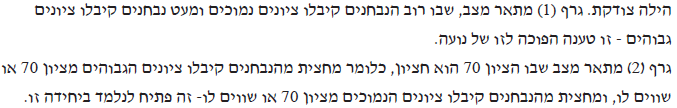 הילה צודקת. גרף (1) מתאר מצב, שבו רוב הנבחנים קיבלו ציונים נמוכים ומעט נבחנים קיבלו ציונים
גבוהים - זו טענה הפוכה לזו של נועה.
גרף (2) מתאר מצב שבו הציון 70 הוא חציון, כלומר מחצית מהנבחנים קיבלו ציונים הגבוהים מציון 70 או
שווים לו, ומחצית מהנבחנים קיבלו ציונים הנמוכים מציון 70 או שווים לו- זה פתיח לנלמד ביחידה זו.